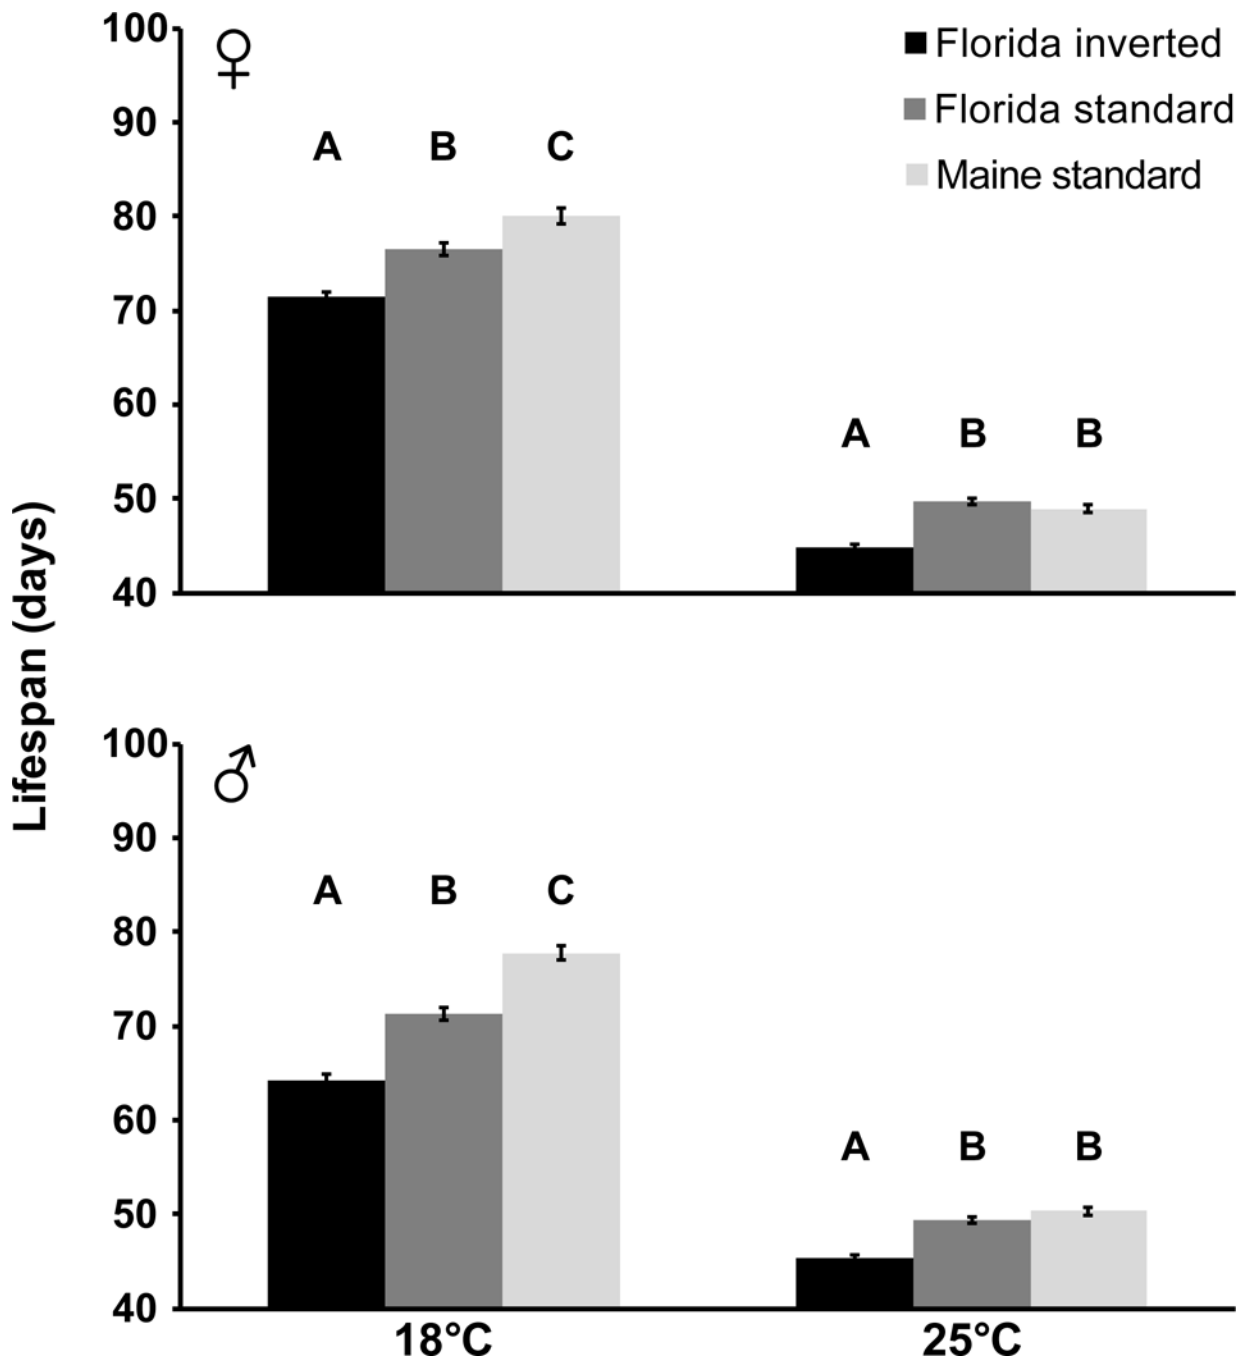 ♀
Florida inverted
Florida standard
Maine standard
100
90
80
70
60
50
40
A B C
A B B
Lifespan (days)
♂
100
90
80
70
60
50
40
A B C
A B B
18°C 25°C